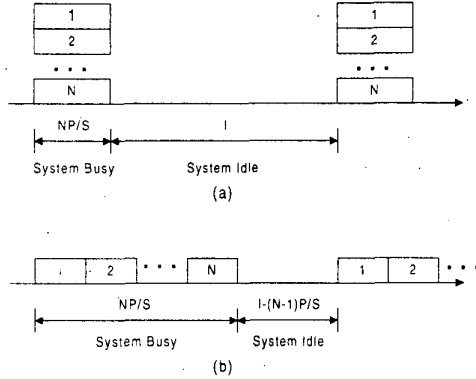 1 1
2 2
• • • • • •
N N
NP/S I
System Busy System Idle
(a)
1 2 • • • N 1 2 • • •
NP/S I-(N-1)P/S
System Busy System Idle
(b)